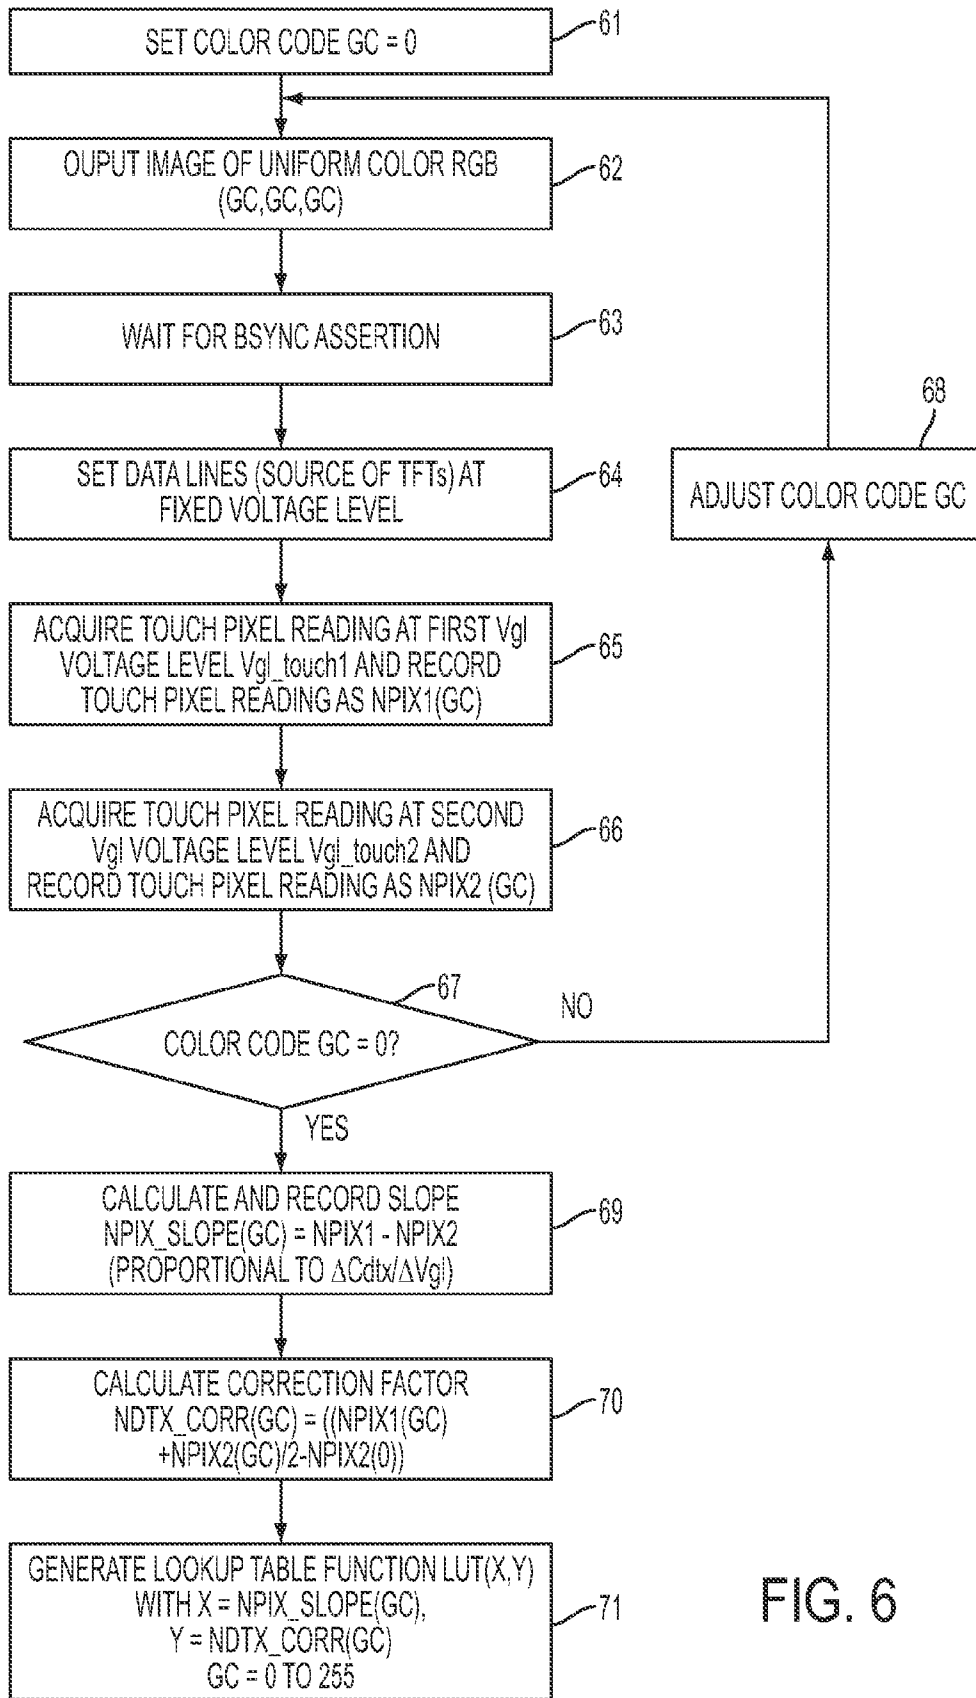 SET COLOR CODE GC = 0
61
OUPUT IMAGE OF UNIFORM COLOR RGB
(GC,GC,GC)
62
WAIT FOR BSYNC ASSERTION
63
SET DATA LINES (SOURCE OF TFTs) AT
FIXED VOLTAGE LEVEL
64
68
ADJUST COLOR CODE GC
ACQUIRE TOUCH PIXEL READING AT FIRST Vgl
VOLTAGE LEVEL Vgl_touch1 AND RECORD
TOUCH PIXEL READING AS NPIX1(GC)
65
ACQUIRE TOUCH PIXEL READING AT SECOND
Vgl VOLTAGE LEVEL Vgl_touch2 AND
RECORD TOUCH PIXEL READING AS NPIX2 (GC)
66
67
COLOR CODE GC = 0?
NO
YES
CALCULATE AND RECORD SLOPE
NPIX_SLOPE(GC) = NPIX1 - NPIX2
(PROPORTIONAL TO ΔCdtx/ΔVgl)
69
CALCULATE CORRECTION FACTOR
NDTX_CORR(GC) = ((NPIX1(GC)
+NPIX2(GC)/2-NPIX2(0))
70
GENERATE LOOKUP TABLE FUNCTION LUT(X,Y)
WITH X = NPIX_SLOPE(GC),
Y = NDTX_CORR(GC)
GC = 0 TO 255
71
FIG. 6